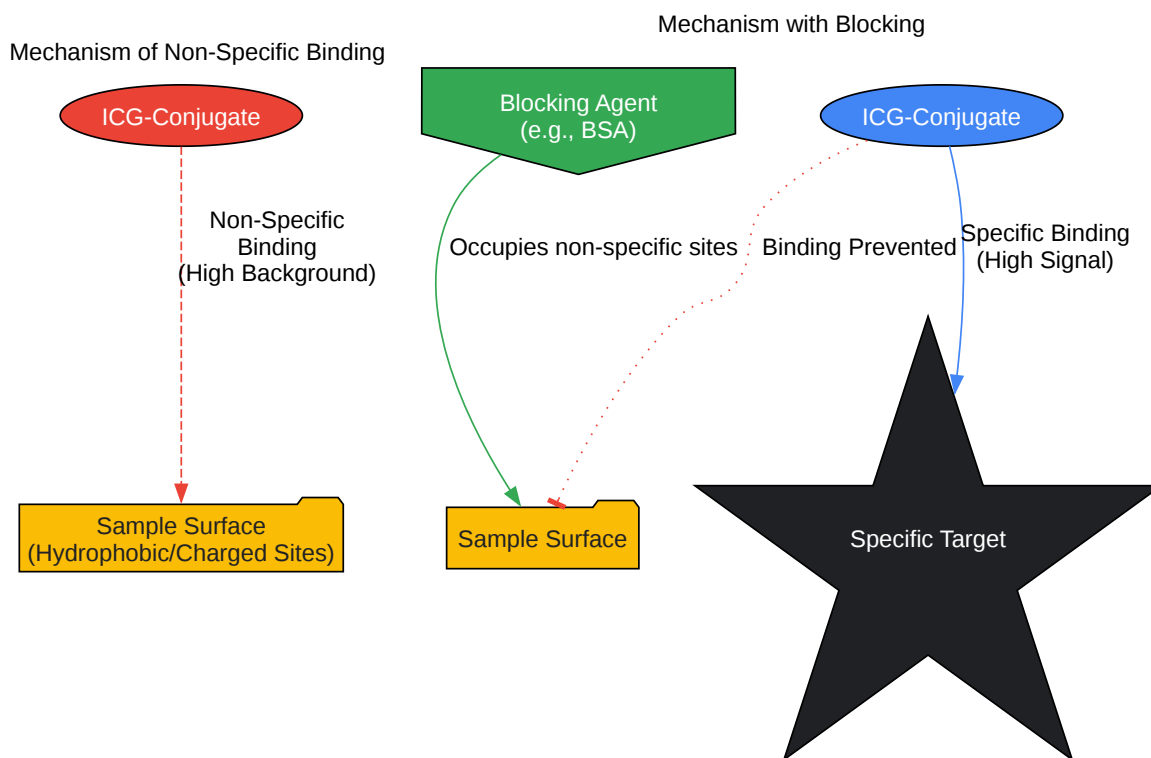 Mechanism of Non-Specific Binding
ICG-Conjugate
Non-Specific
Binding
(High Background)
Sample Surface
(Hydrophobic/Charged Sites)
Mechanism with Blocking
Blocking Agent
(e.g., BSA)
ICG-Conjugate
Occupies non-specific sites
Binding Prevented
Specific Binding
(High Signal)
Sample Surface
Specific Target